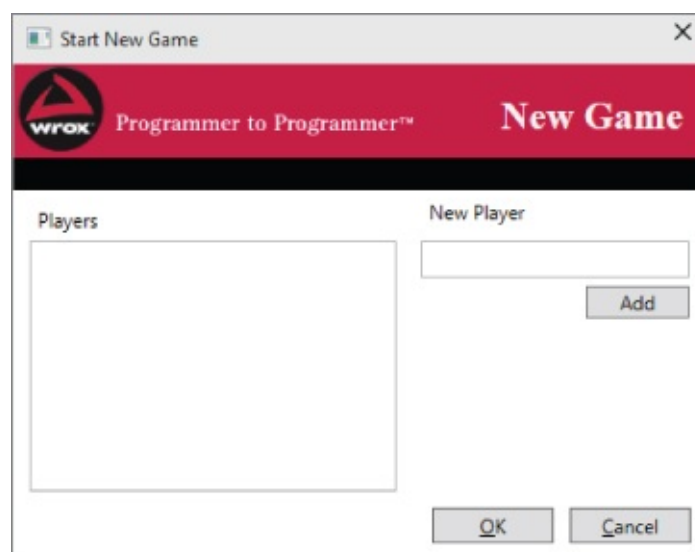 Start New Game
wrox
Programmer to Programmer™
New Game
Players
New Player
Add
OK
Cancel